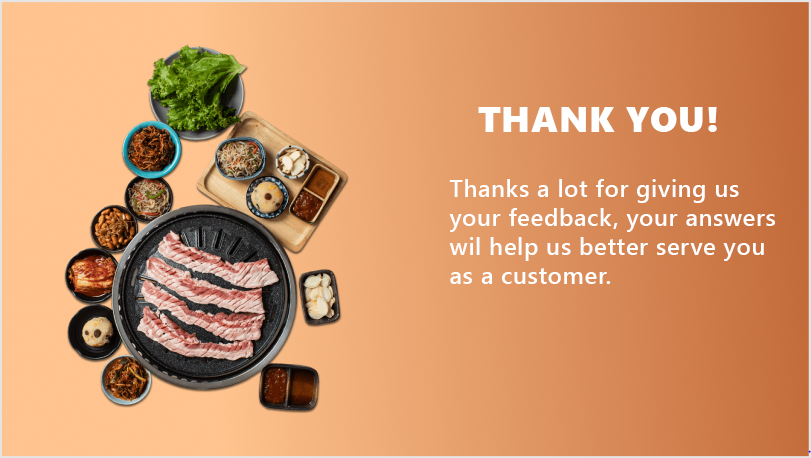 THANK YOU!
Thanks a lot for giving us
your feedback, your answers
wil help us better serve you
as a customer.